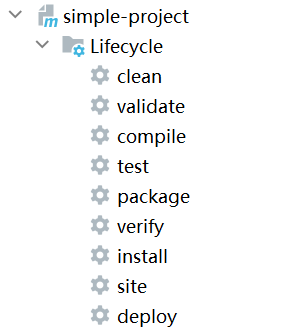 simple-project
Lifecycle
clean
validate
compile
test
package
verify
install
site
deploy